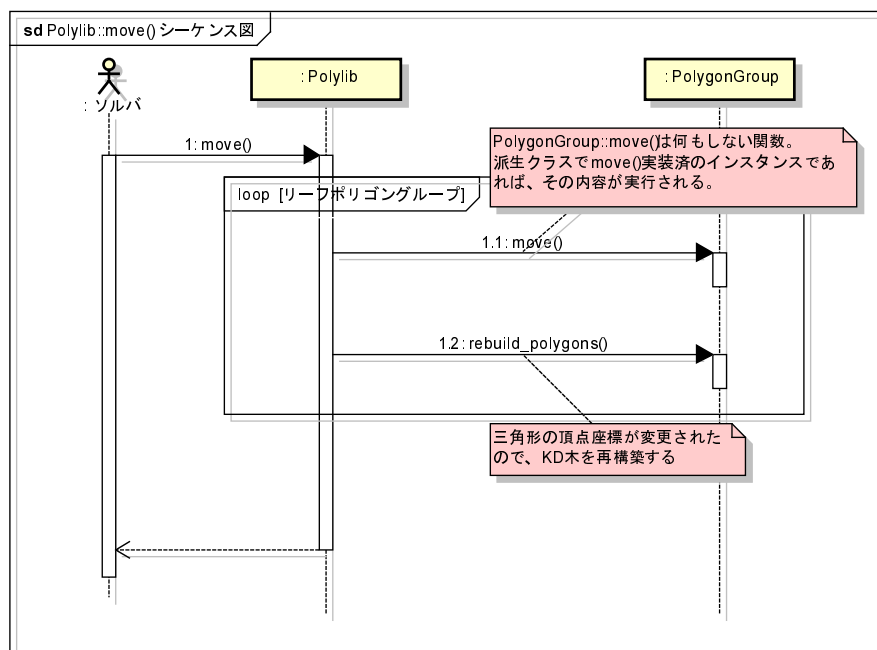 sd Polylib::move() シーケンス図
: ソルバ
: Polylib
: PolygonGroup
1: move()
PolygonGroup::move()は何もしない関数。
派生クラスでmove()実装済のインスタンスであ
れば、その内容が実行される。
loop [リーフポリゴングループ]
1.1: move()
1.2: rebuild_polygons()
三角形の頂点座標が変更された
ので、KD木を再構築する